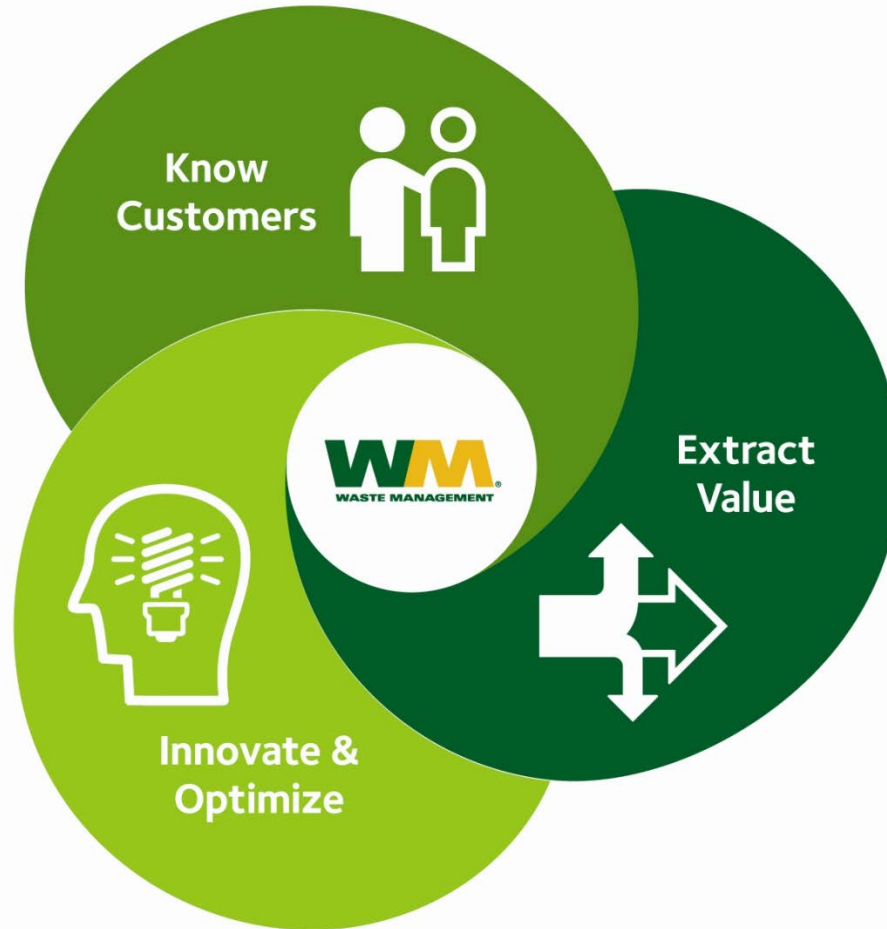 Know
Customers
Extract
Value
WM®
WASTE MANAGEMENT
Innovate &
Optimize